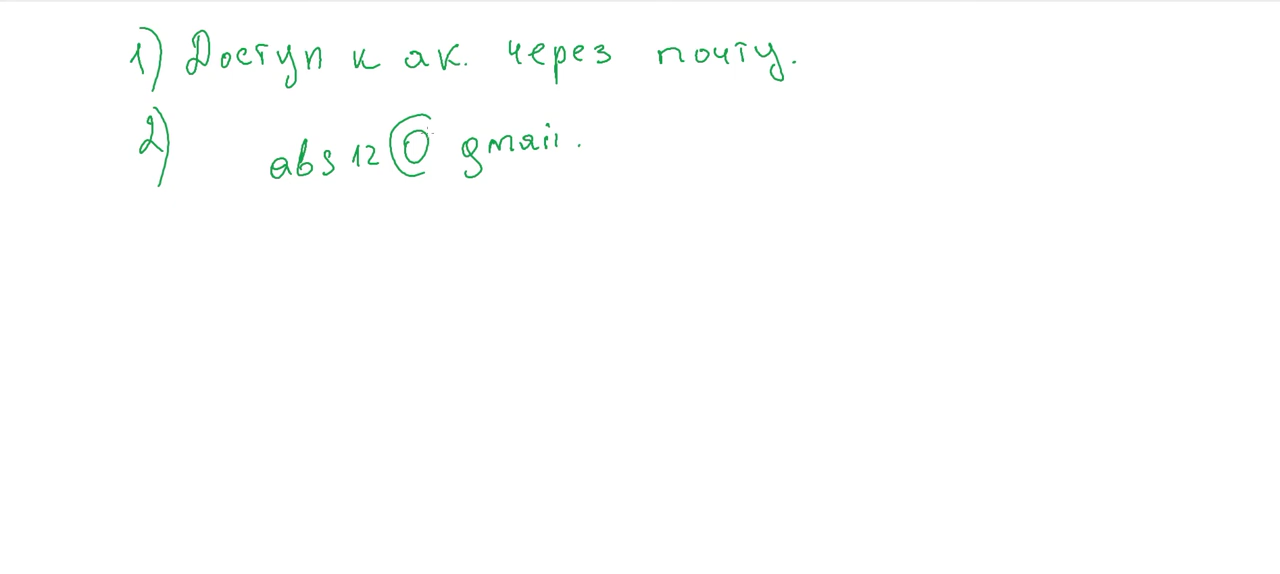 1) Доступ к ак. через почту.
2) abs12@gmail.